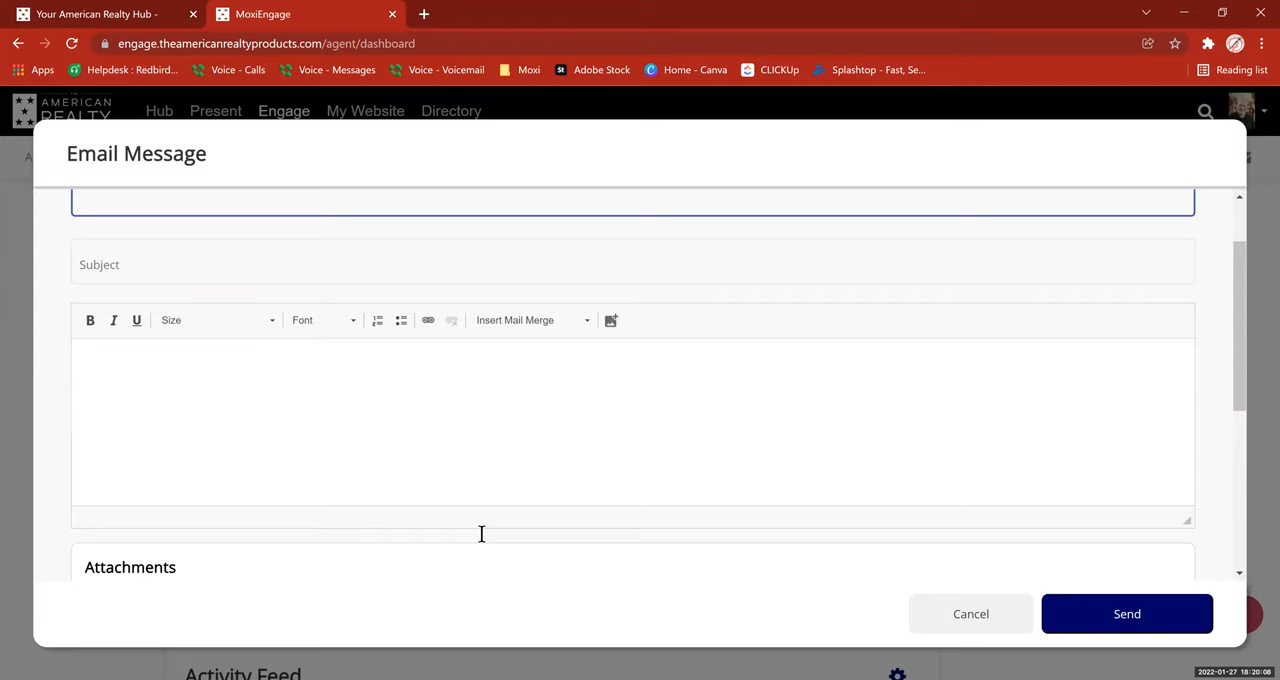 Your American Realty Hub -
MoxiEngage
engage.theamericanrealtyproducts.com/agent/dashboard
Apps
Helpdesk : Redbird...
Voice - Calls
Voice - Messages
Voice - Voicemail
Moxi
St
Adobe Stock
Home - Canva
CLICKUp
Splashtop - Fast, Se...
Reading list
THE
AMERICAN
REALTY
Hub
Present
Engage
My Website
Directory
Email Message
Subject
B I U
Size
Font
Insert Mail Merge
Attachments
Cancel
Send
Activity Feed
2022-01-27 18:20:08